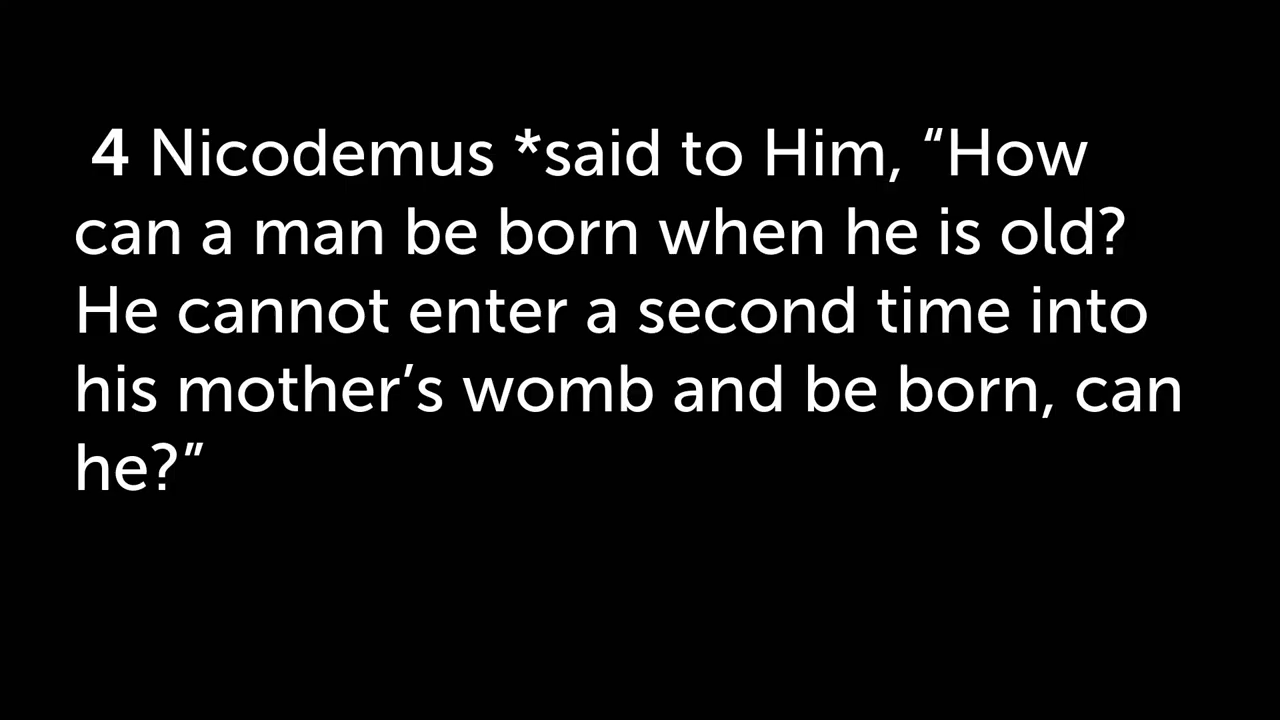 4 Nicodemus *said to Him, “How
can a man be born when he is old?
He cannot enter a second time into
his mother’s womb and be born, can
he?”